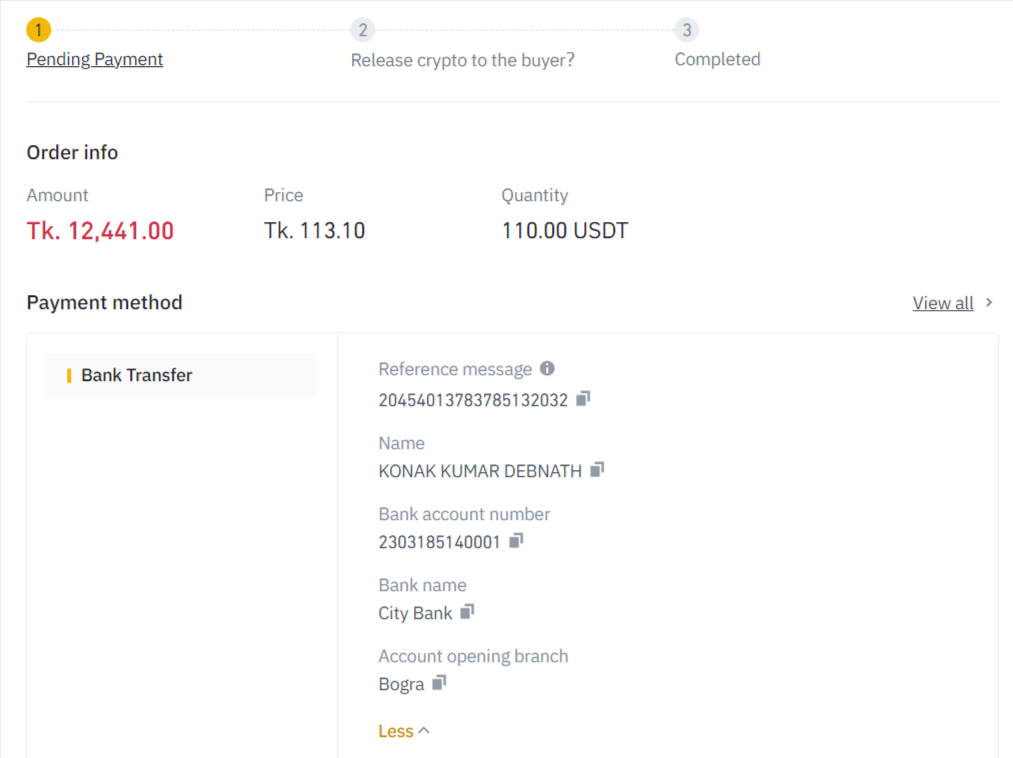 1 2 3
Pending Payment Release crypto to the buyer? Completed
Order info
Amount Price Quantity
Tk. 12,441.00 Tk. 113.10 110.00 USDT
Payment method View all
Bank Transfer
Reference message
20454013783785132032
Name
KONAK KUMAR DEBNATH
Bank account number
2303185140001
Bank name
City Bank
Account opening branch
Bogra
Less